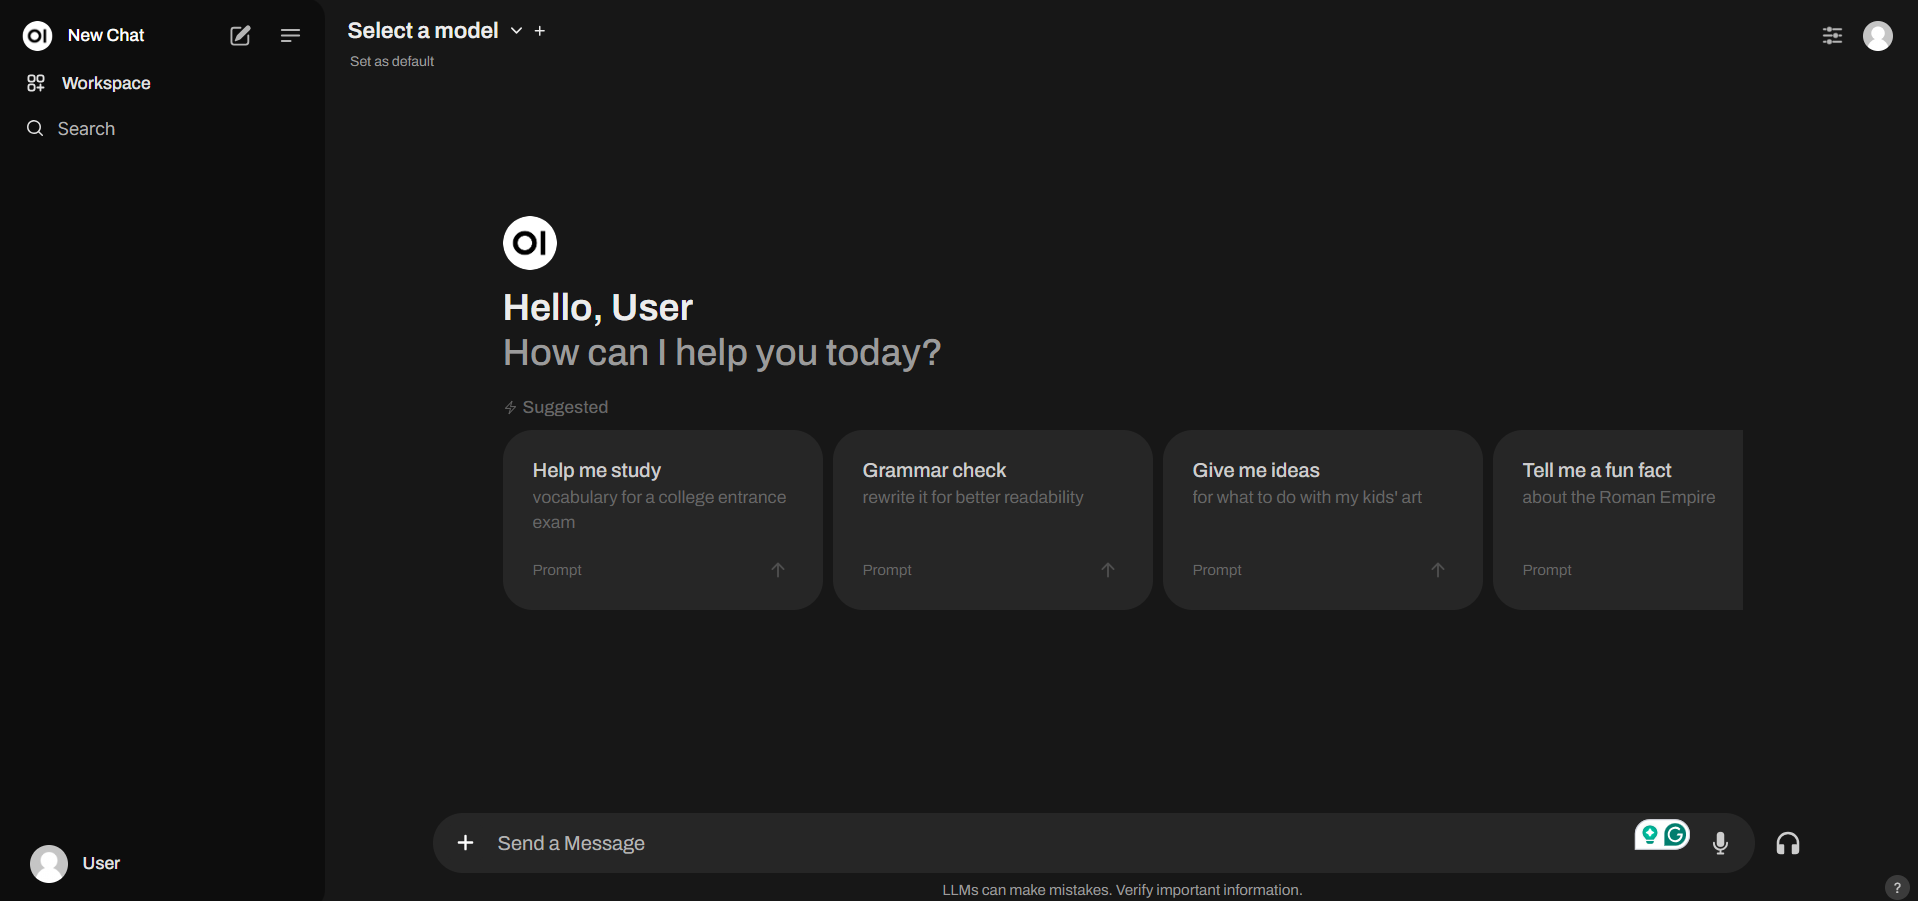 OI New Chat
Workspace
Search
Select a model
Set as default
OI
Hello, User
How can I help you today?
Suggested
Help me study
vocabulary for a college entrance
exam
Prompt
Grammar check
rewrite it for better readability
Prompt
Give me ideas
for what to do with my kids' art
Prompt
Tell me a fun fact
about the Roman Empire
Prompt
Send a Message
User
LLMs can make mistakes. Verify important information.
?